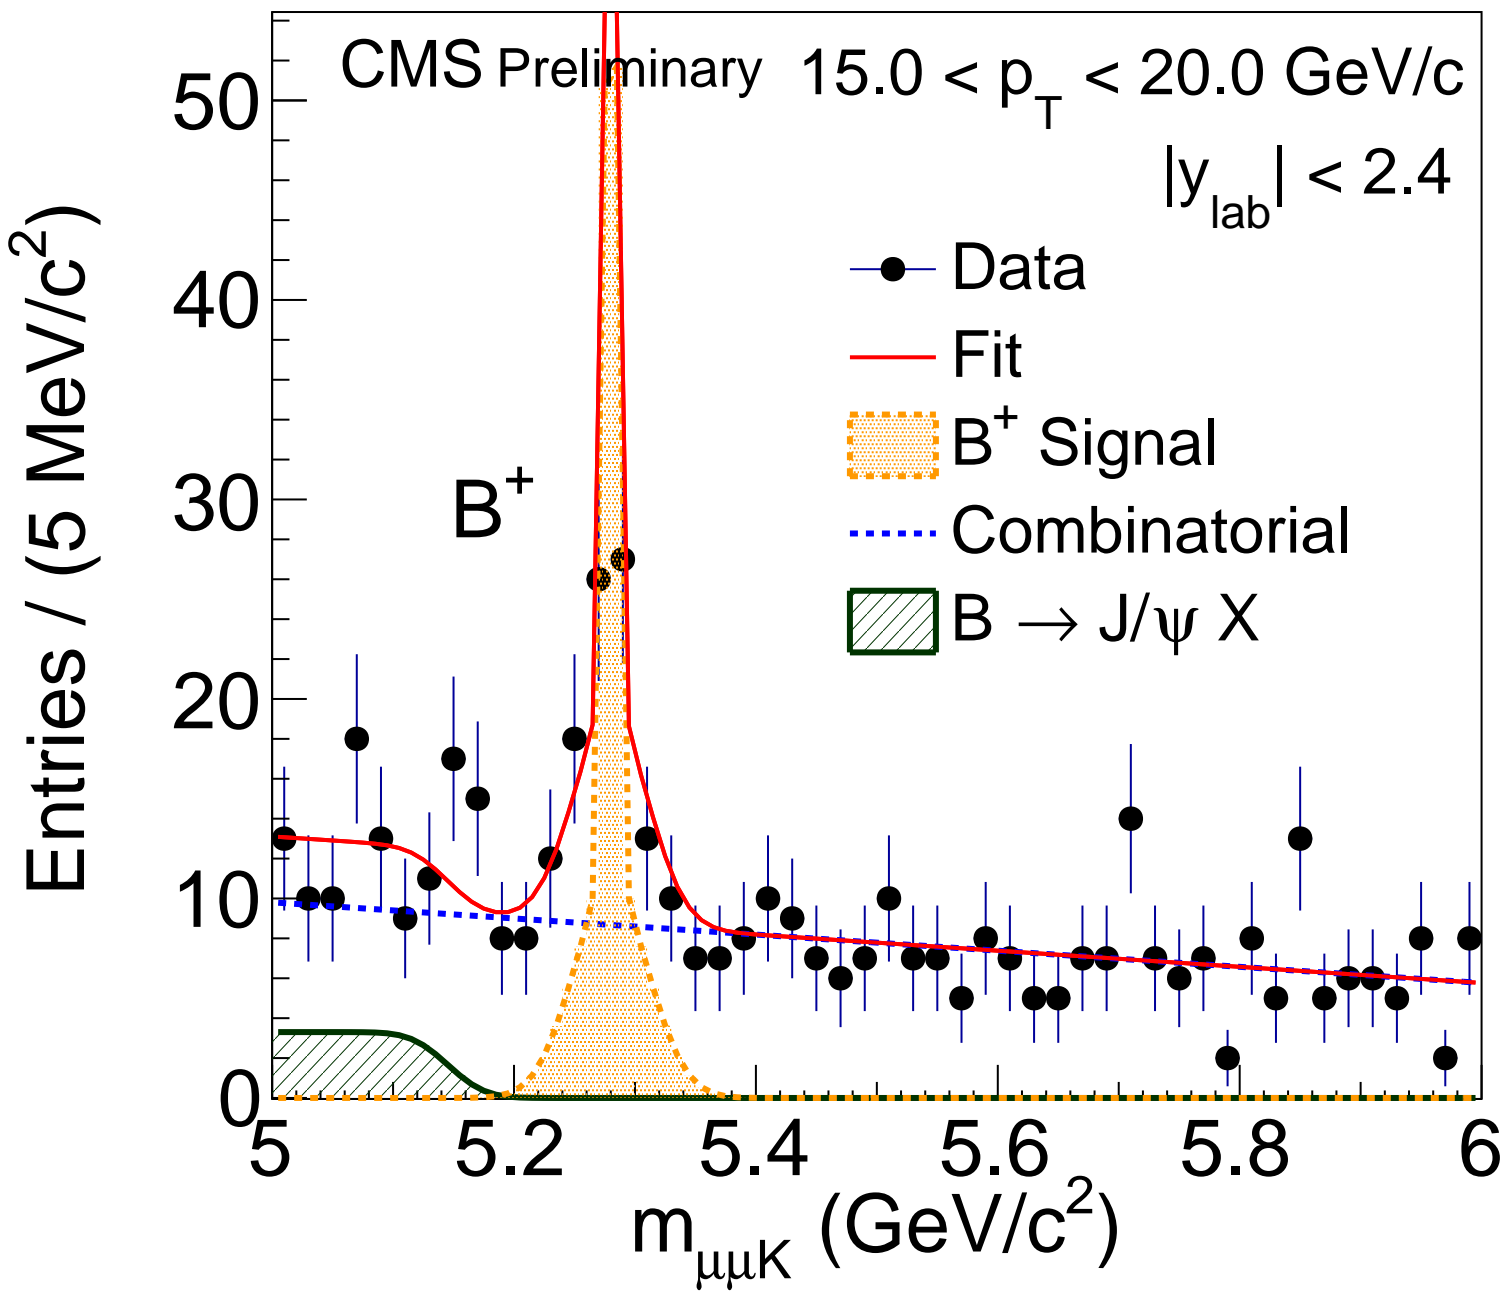 CMS Preliminary 15.0 < p_T < 20.0 GeV/c
|y_lab| < 2.4
Data
Fit
B⁺ Signal
Combinatorial
B → J/ψ X
B⁺
Entries / (5 MeV/c²)
50
40
30
20
10
0
5 5.2 5.4 5.6 5.8 6
m_μμK (GeV/c²)